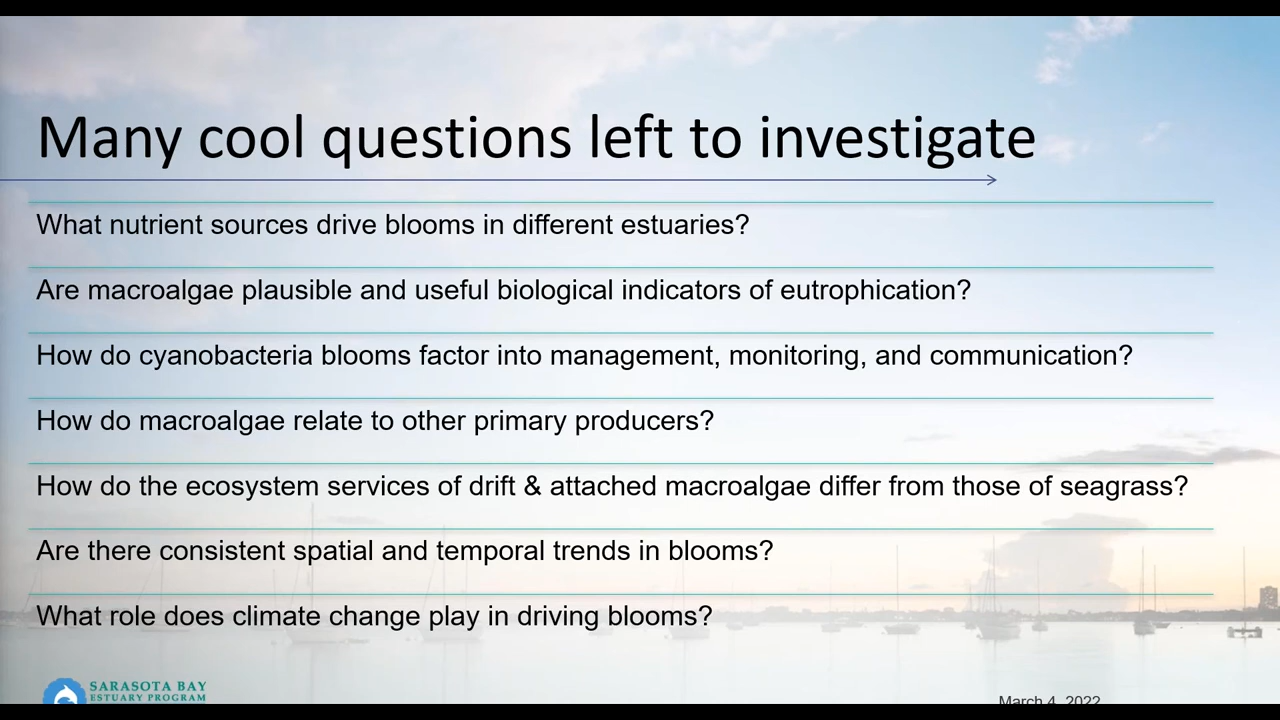 Many cool questions left to investigate
What nutrient sources drive blooms in different estuaries?
Are macroalgae plausible and useful biological indicators of eutrophication?
How do cyanobacteria blooms factor into management, monitoring, and communication?
How do macroalgae relate to other primary producers?
How do the ecosystem services of drift & attached macroalgae differ from those of seagrass?
Are there consistent spatial and temporal trends in blooms?
What role does climate change play in driving blooms?
SARASOTA BAY
ESTUARY PROGRAM
March 4, 2022